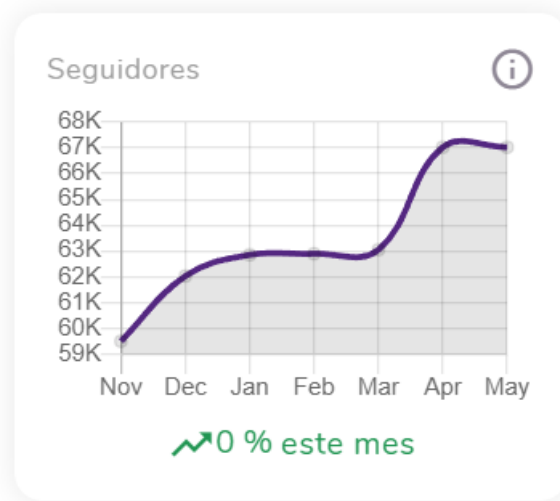 Seguidores
68K
67K
66K
65K
64K
63K
62K
61K
60K
59K
Nov Dec Jan Feb Mar Apr May
0 % este mes